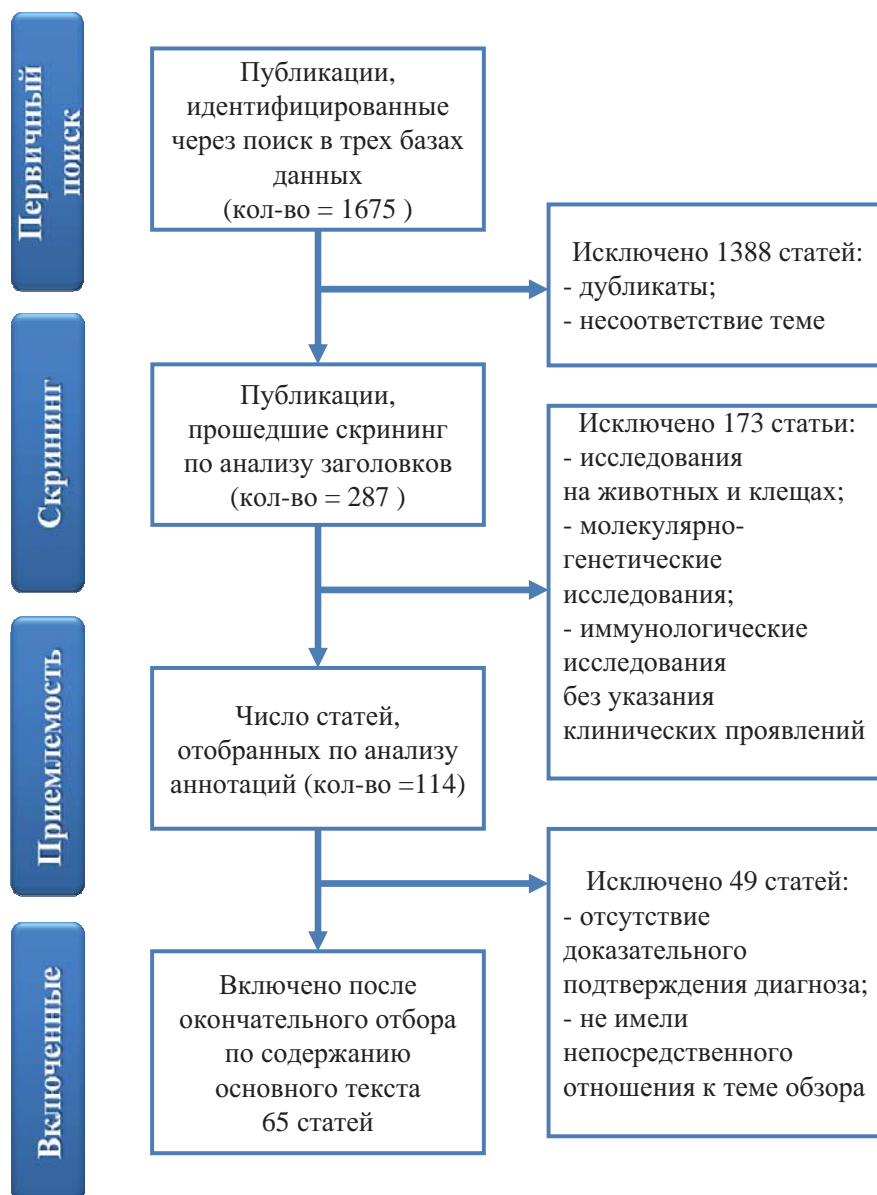 Первичный
поиск
Публикации,
идентифицированные
через поиск в трех базах
данных
(кол-во = 1675 )
Исключено 1388 статей:
- дубликаты;
- несоответствие теме
Скрининг
Публикации,
прошедшие скрининг
по анализу заголовков
(кол-во = 287 )
Исключено 173 статьи:
- исследования
на животных и клещах;
- молекулярно-
генетические
исследования;
- иммунологические
исследования
без указания
клинических проявлений
Приемлемость
Число статей,
отобранных по анализу
аннотаций (кол-во =114)
Исключено 49 статей:
- отсутствие
доказательного
подтверждения диагноза;
- не имели
непосредственного
отношения к теме обзора
Включенные
Включено после
окончательного отбора
по содержанию
основного текста
65 статей